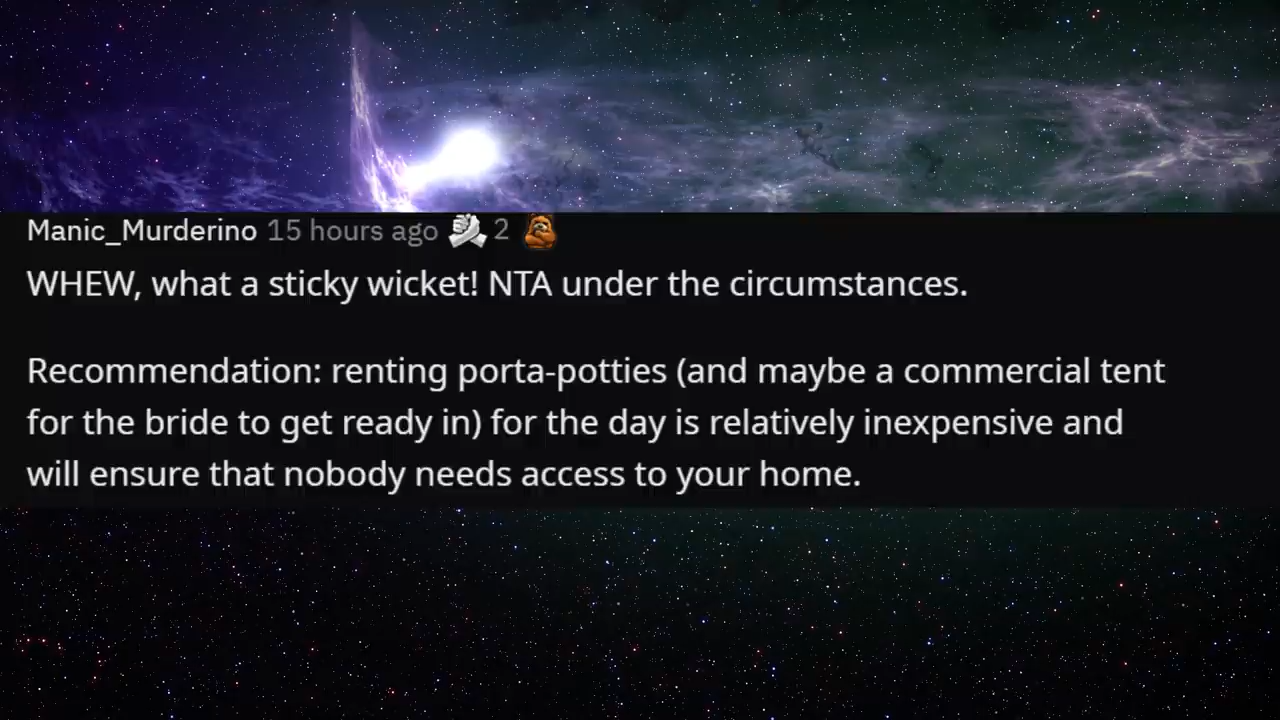 Manic_Murderino 15 hours ago 2
WHEW, what a sticky wicket! NTA under the circumstances.
Recommendation: renting porta-potties (and maybe a commercial tent
for the bride to get ready in) for the day is relatively inexpensive and
will ensure that nobody needs access to your home.